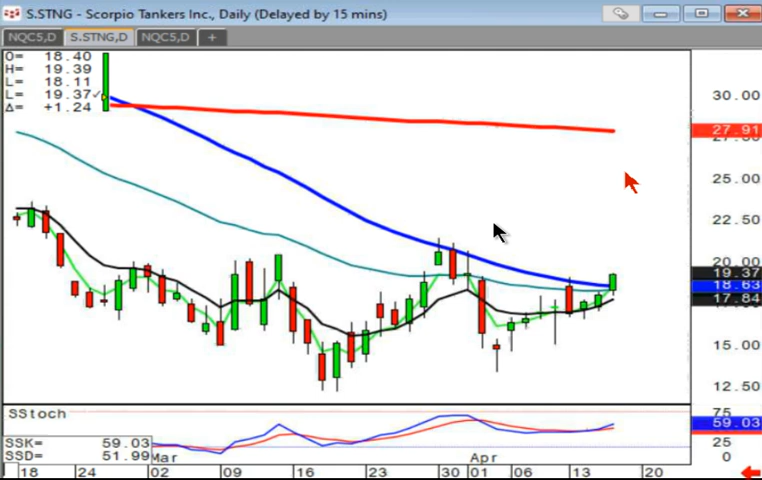 S.STNG - Scorpio Tankers Inc., Daily (Delayed by 15 mins)
NQC5,D S.STNG,D NQC5,D +
O= 18.40
H= 19.39
L= 18.11
L= 19.37✓
Δ= +1.24
30.00
27.91
25.00
22.50
20.00
19.37
18.63
17.84
15.00
12.50
SStoch
75
59.03
25
0
SSK= 59.03
SSD= 51.99
Mar Apr
18 24 02 09 16 23 30 01 06 13 20